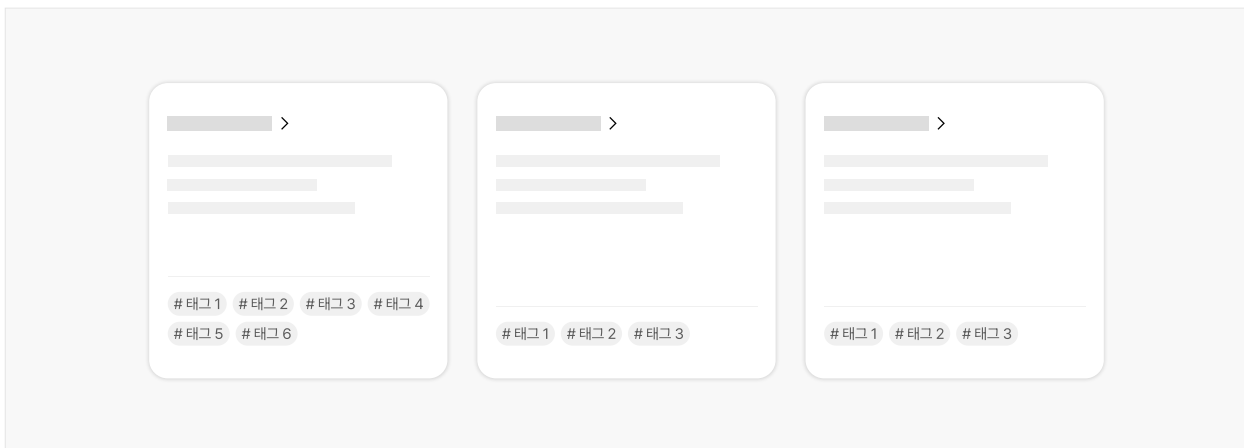 # 태그 1 # 태그 2 # 태그 3 # 태그 4
# 태그 5 # 태그 6
# 태그 1 # 태그 2 # 태그 3
# 태그 1 # 태그 2 # 태그 3